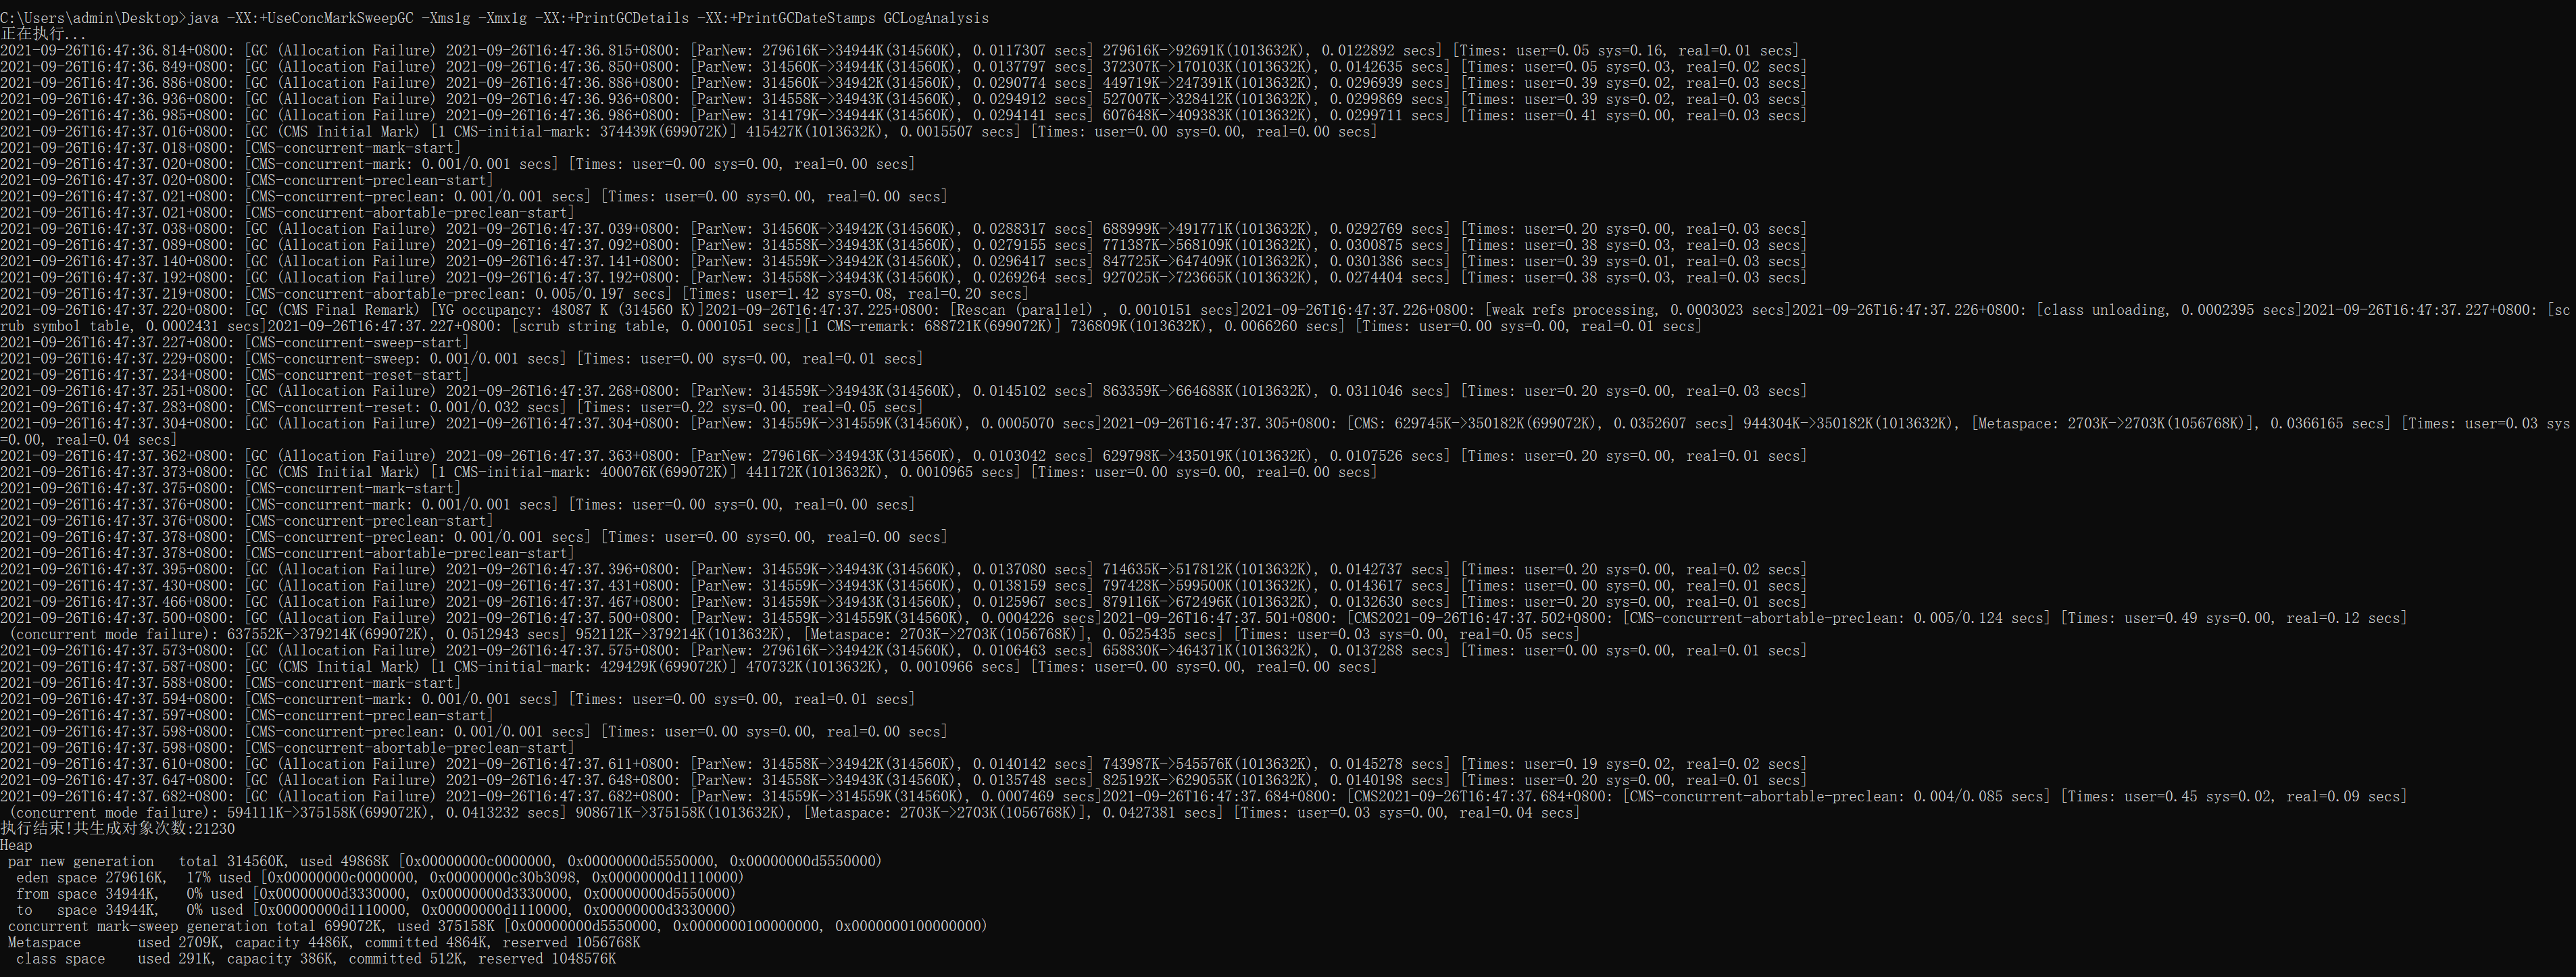 C:\Users\admin\Desktop>java -XX:+UseConcMarkSweepGC -Xms1g -Xmx1g -XX:+PrintGCDetails -XX:+PrintGCDateStamps GCLogAnalysis
正在执行...
2021-09-26T16:47:36.814+0800: [GC (Allocation Failure) 2021-09-26T16:47:36.815+0800: [ParNew: 279616K->34944K(314560K), 0.0117307 secs] 279616K->92691K(1013632K), 0.0122892 secs] [Times: user=0.05 sys=0.16, real=0.01 secs]
2021-09-26T16:47:36.849+0800: [GC (Allocation Failure) 2021-09-26T16:47:36.850+0800: [ParNew: 314560K->34944K(314560K), 0.0137797 secs] 372307K->170103K(1013632K), 0.0142635 secs] [Times: user=0.05 sys=0.03, real=0.02 secs]
2021-09-26T16:47:36.886+0800: [GC (Allocation Failure) 2021-09-26T16:47:36.886+0800: [ParNew: 314560K->34942K(314560K), 0.0290774 secs] 449719K->247391K(1013632K), 0.0296939 secs] [Times: user=0.39 sys=0.02, real=0.03 secs]
2021-09-26T16:47:36.936+0800: [GC (Allocation Failure) 2021-09-26T16:47:36.936+0800: [ParNew: 314558K->34943K(314560K), 0.0294912 secs] 527007K->328412K(1013632K), 0.0299869 secs] [Times: user=0.39 sys=0.02, real=0.03 secs]
2021-09-26T16:47:36.985+0800: [GC (Allocation Failure) 2021-09-26T16:47:36.986+0800: [ParNew: 314179K->34944K(314560K), 0.0294141 secs] 607648K->409383K(1013632K), 0.0299711 secs] [Times: user=0.41 sys=0.00, real=0.03 secs]
2021-09-26T16:47:37.016+0800: [GC (CMS Initial Mark) [1 CMS-initial-mark: 374439K(699072K)] 415427K(1013632K), 0.0015507 secs] [Times: user=0.00 sys=0.00, real=0.00 secs]
2021-09-26T16:47:37.018+0800: [CMS-concurrent-mark-start]
2021-09-26T16:47:37.020+0800: [CMS-concurrent-mark: 0.001/0.001 secs] [Times: user=0.00 sys=0.00, real=0.00 secs]
2021-09-26T16:47:37.020+0800: [CMS-concurrent-preclean-start]
2021-09-26T16:47:37.021+0800: [CMS-concurrent-preclean: 0.001/0.001 secs] [Times: user=0.00 sys=0.00, real=0.00 secs]
2021-09-26T16:47:37.021+0800: [CMS-concurrent-abortable-preclean-start]
2021-09-26T16:47:37.038+0800: [GC (Allocation Failure) 2021-09-26T16:47:37.039+0800: [ParNew: 314560K->34942K(314560K), 0.0288317 secs] 688999K->491771K(1013632K), 0.0292769 secs] [Times: user=0.20 sys=0.00, real=0.03 secs]
2021-09-26T16:47:37.089+0800: [GC (Allocation Failure) 2021-09-26T16:47:37.092+0800: [ParNew: 314558K->34943K(314560K), 0.0279155 secs] 771387K->568109K(1013632K), 0.0300875 secs] [Times: user=0.38 sys=0.03, real=0.03 secs]
2021-09-26T16:47:37.140+0800: [GC (Allocation Failure) 2021-09-26T16:47:37.141+0800: [ParNew: 314559K->34942K(314560K), 0.0296417 secs] 847725K->647409K(1013632K), 0.0301386 secs] [Times: user=0.39 sys=0.01, real=0.03 secs]
2021-09-26T16:47:37.192+0800: [GC (Allocation Failure) 2021-09-26T16:47:37.192+0800: [ParNew: 314558K->34943K(314560K), 0.0269264 secs] 927025K->723665K(1013632K), 0.0274404 secs] [Times: user=0.38 sys=0.03, real=0.03 secs]
2021-09-26T16:47:37.219+0800: [CMS-concurrent-abortable-preclean: 0.005/0.197 secs] [Times: user=1.42 sys=0.08, real=0.20 secs]
2021-09-26T16:47:37.220+0800: [GC (CMS Final Remark) [YG occupancy: 48087 K (314560 K)]2021-09-26T16:47:37.225+0800: [Rescan (parallel) , 0.0010151 secs]2021-09-26T16:47:37.226+0800: [weak refs processing, 0.0003023 secs]2021-09-26T16:47:37.226+0800: [class unloading, 0.0002395 secs]2021-09-26T16:47:37.227+0800: [sc
rub symbol table, 0.0002431 secs]2021-09-26T16:47:37.227+0800: [scrub string table, 0.0001051 secs][1 CMS-remark: 688721K(699072K)] 736809K(1013632K), 0.0066260 secs] [Times: user=0.00 sys=0.00, real=0.01 secs]
2021-09-26T16:47:37.227+0800: [CMS-concurrent-sweep-start]
2021-09-26T16:47:37.229+0800: [CMS-concurrent-sweep: 0.001/0.001 secs] [Times: user=0.00 sys=0.00, real=0.01 secs]
2021-09-26T16:47:37.234+0800: [CMS-concurrent-reset-start]
2021-09-26T16:47:37.251+0800: [GC (Allocation Failure) 2021-09-26T16:47:37.268+0800: [ParNew: 314559K->34943K(314560K), 0.0145102 secs] 863359K->664688K(1013632K), 0.0311046 secs] [Times: user=0.20 sys=0.00, real=0.03 secs]
2021-09-26T16:47:37.283+0800: [CMS-concurrent-reset: 0.001/0.032 secs] [Times: user=0.22 sys=0.00, real=0.05 secs]
2021-09-26T16:47:37.304+0800: [GC (Allocation Failure) 2021-09-26T16:47:37.304+0800: [ParNew: 314559K->314559K(314560K), 0.0005070 secs]2021-09-26T16:47:37.305+0800: [CMS: 629745K->350182K(699072K), 0.0352607 secs] 944304K->350182K(1013632K), [Metaspace: 2703K->2703K(1056768K)], 0.0366165 secs] [Times: user=0.03 sys
=0.00, real=0.04 secs]
2021-09-26T16:47:37.362+0800: [GC (Allocation Failure) 2021-09-26T16:47:37.363+0800: [ParNew: 279616K->34943K(314560K), 0.0103042 secs] 629798K->435019K(1013632K), 0.0107526 secs] [Times: user=0.20 sys=0.00, real=0.01 secs]
2021-09-26T16:47:37.373+0800: [GC (CMS Initial Mark) [1 CMS-initial-mark: 400076K(699072K)] 441172K(1013632K), 0.0010965 secs] [Times: user=0.00 sys=0.00, real=0.00 secs]
2021-09-26T16:47:37.375+0800: [CMS-concurrent-mark-start]
2021-09-26T16:47:37.376+0800: [CMS-concurrent-mark: 0.001/0.001 secs] [Times: user=0.00 sys=0.00, real=0.00 secs]
2021-09-26T16:47:37.376+0800: [CMS-concurrent-preclean-start]
2021-09-26T16:47:37.378+0800: [CMS-concurrent-preclean: 0.001/0.001 secs] [Times: user=0.00 sys=0.00, real=0.00 secs]
2021-09-26T16:47:37.378+0800: [CMS-concurrent-abortable-preclean-start]
2021-09-26T16:47:37.395+0800: [GC (Allocation Failure) 2021-09-26T16:47:37.396+0800: [ParNew: 314559K->34943K(314560K), 0.0137080 secs] 714635K->517812K(1013632K), 0.0142737 secs] [Times: user=0.20 sys=0.00, real=0.02 secs]
2021-09-26T16:47:37.430+0800: [GC (Allocation Failure) 2021-09-26T16:47:37.431+0800: [ParNew: 314559K->34943K(314560K), 0.0138159 secs] 797428K->599500K(1013632K), 0.0143617 secs] [Times: user=0.00 sys=0.00, real=0.01 secs]
2021-09-26T16:47:37.466+0800: [GC (Allocation Failure) 2021-09-26T16:47:37.467+0800: [ParNew: 314559K->34943K(314560K), 0.0125967 secs] 879116K->672496K(1013632K), 0.0132630 secs] [Times: user=0.20 sys=0.00, real=0.01 secs]
2021-09-26T16:47:37.500+0800: [GC (Allocation Failure) 2021-09-26T16:47:37.500+0800: [ParNew: 314559K->314559K(314560K), 0.0004226 secs]2021-09-26T16:47:37.501+0800: [CMS2021-09-26T16:47:37.502+0800: [CMS-concurrent-abortable-preclean: 0.005/0.124 secs] [Times: user=0.49 sys=0.00, real=0.12 secs]
 (concurrent mode failure): 637552K->379214K(699072K), 0.0512943 secs] 952112K->379214K(1013632K), [Metaspace: 2703K->2703K(1056768K)], 0.0525435 secs] [Times: user=0.03 sys=0.00, real=0.05 secs]
2021-09-26T16:47:37.573+0800: [GC (Allocation Failure) 2021-09-26T16:47:37.575+0800: [ParNew: 279616K->34942K(314560K), 0.0106463 secs] 658830K->464371K(1013632K), 0.0137288 secs] [Times: user=0.00 sys=0.00, real=0.01 secs]
2021-09-26T16:47:37.587+0800: [GC (CMS Initial Mark) [1 CMS-initial-mark: 429429K(699072K)] 470732K(1013632K), 0.0010966 secs] [Times: user=0.00 sys=0.00, real=0.00 secs]
2021-09-26T16:47:37.588+0800: [CMS-concurrent-mark-start]
2021-09-26T16:47:37.594+0800: [CMS-concurrent-mark: 0.001/0.001 secs] [Times: user=0.00 sys=0.00, real=0.01 secs]
2021-09-26T16:47:37.597+0800: [CMS-concurrent-preclean-start]
2021-09-26T16:47:37.598+0800: [CMS-concurrent-preclean: 0.001/0.001 secs] [Times: user=0.00 sys=0.00, real=0.00 secs]
2021-09-26T16:47:37.598+0800: [CMS-concurrent-abortable-preclean-start]
2021-09-26T16:47:37.610+0800: [GC (Allocation Failure) 2021-09-26T16:47:37.611+0800: [ParNew: 314558K->34942K(314560K), 0.0140142 secs] 743987K->545576K(1013632K), 0.0145278 secs] [Times: user=0.19 sys=0.02, real=0.02 secs]
2021-09-26T16:47:37.647+0800: [GC (Allocation Failure) 2021-09-26T16:47:37.648+0800: [ParNew: 314558K->34943K(314560K), 0.0135748 secs] 825192K->629055K(1013632K), 0.0140198 secs] [Times: user=0.20 sys=0.00, real=0.01 secs]
2021-09-26T16:47:37.682+0800: [GC (Allocation Failure) 2021-09-26T16:47:37.682+0800: [ParNew: 314559K->314559K(314560K), 0.0007469 secs]2021-09-26T16:47:37.684+0800: [CMS2021-09-26T16:47:37.684+0800: [CMS-concurrent-abortable-preclean: 0.004/0.085 secs] [Times: user=0.45 sys=0.02, real=0.09 secs]
 (concurrent mode failure): 594111K->375158K(699072K), 0.0413232 secs] 908671K->375158K(1013632K), [Metaspace: 2703K->2703K(1056768K)], 0.0427381 secs] [Times: user=0.03 sys=0.00, real=0.04 secs]
执行结束!共生成对象次数:21230
Heap
 par new generation   total 314560K, used 49868K [0x00000000c0000000, 0x00000000d5550000, 0x00000000d5550000)
  eden space 279616K,  17% used [0x00000000c0000000, 0x00000000c30b3098, 0x00000000d1110000)
  from space 34944K,   0% used [0x00000000d3330000, 0x00000000d3330000, 0x00000000d5550000)
  to   space 34944K,   0% used [0x00000000d1110000, 0x00000000d1110000, 0x00000000d3330000)
 concurrent mark-sweep generation total 699072K, used 375158K [0x00000000d5550000, 0x0000000100000000, 0x0000000100000000)
 Metaspace       used 2709K, capacity 4486K, committed 4864K, reserved 1056768K
  class space    used 291K, capacity 386K, committed 512K, reserved 1048576K